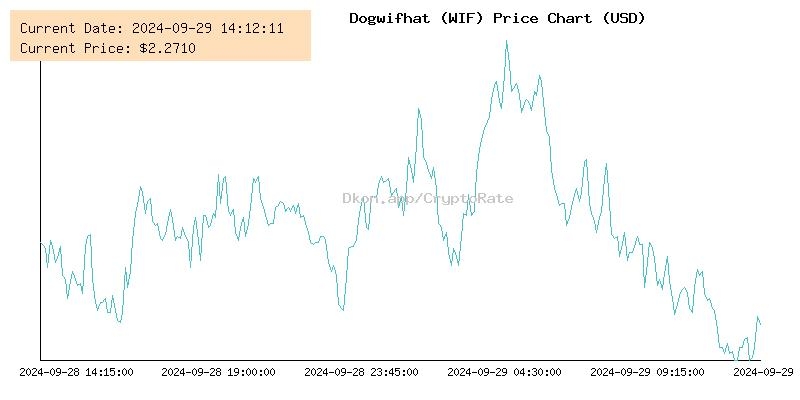 Dogwifhat (WIF) Price Chart (USD)
Current Date: 2024-09-29 14:12:11
Current Price: $2.2710
Dkon.app/CryptoRate
2024-09-28 14:15:00 2024-09-28 19:00:00 2024-09-28 23:45:00 2024-09-29 04:30:00 2024-09-29 09:15:00 2024-09-29